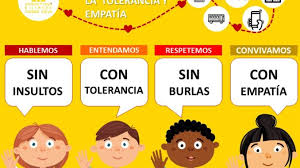 LA TOLERANCIA Y
EMPATÍA
HABLEMOS
ENTENDAMOS
RESPETEMOS
CONVIVAMOS
SIN
INSULTOS
CON
TOLERANCIA
SIN
BURLAS
CON
EMPATÍA